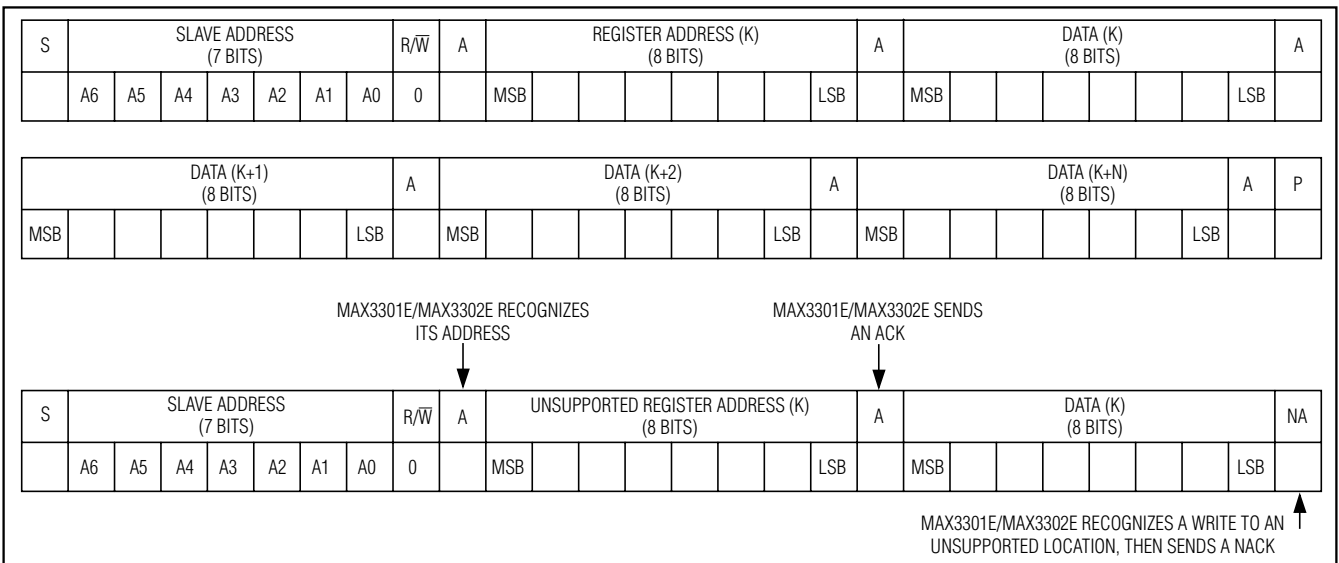 S SLAVE ADDRESS R/W̅ A REGISTER ADDRESS (K) A DATA (K) A
(7 BITS) (8 BITS) (8 BITS)
A6 A5 A4 A3 A2 A1 A0 0 MSB LSB MSB LSB
DATA (K+1) A DATA (K+2) A DATA (K+N) A P
(8 BITS) (8 BITS) (8 BITS)
MSB LSB MSB LSB MSB LSB
MAX3301E/MAX3302E RECOGNIZES MAX3301E/MAX3302E SENDS
ITS ADDRESS AN ACK
S SLAVE ADDRESS R/W̅ A UNSUPPORTED REGISTER ADDRESS (K) A DATA (K) NA
(7 BITS) (8 BITS) (8 BITS)
A6 A5 A4 A3 A2 A1 A0 0 MSB LSB MSB LSB
MAX3301E/MAX3302E RECOGNIZES A WRITE TO AN
UNSUPPORTED LOCATION, THEN SENDS A NACK